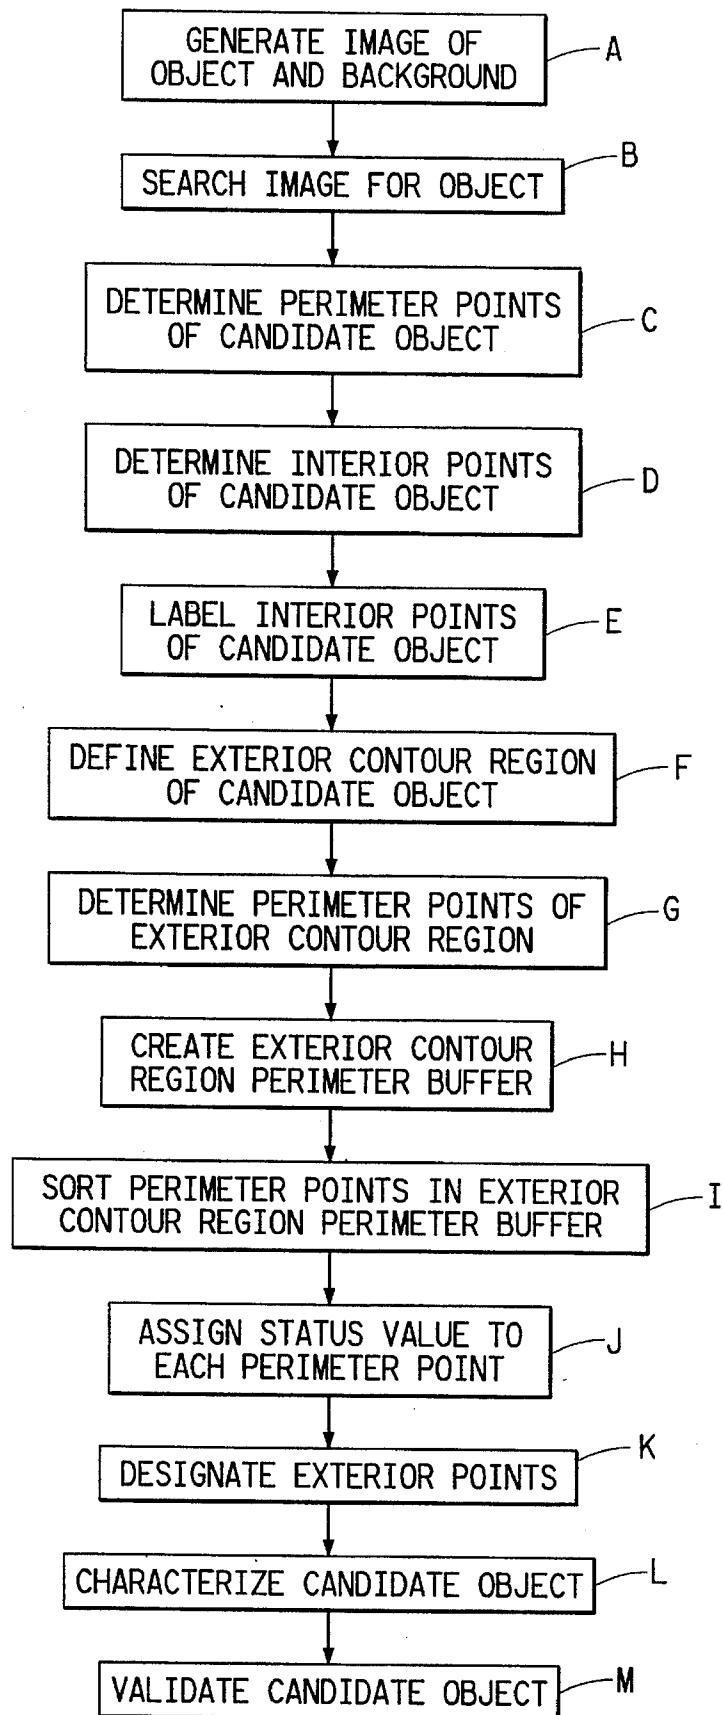 GENERATE IMAGE OF
OBJECT AND BACKGROUND
A
SEARCH IMAGE FOR OBJECT
B
DETERMINE PERIMETER POINTS
OF CANDIDATE OBJECT
C
DETERMINE INTERIOR POINTS
OF CANDIDATE OBJECT
D
LABEL INTERIOR POINTS
OF CANDIDATE OBJECT
E
DEFINE EXTERIOR CONTOUR REGION
OF CANDIDATE OBJECT
F
DETERMINE PERIMETER POINTS OF
EXTERIOR CONTOUR REGION
G
CREATE EXTERIOR CONTOUR
REGION PERIMETER BUFFER
H
SORT PERIMETER POINTS IN EXTERIOR
CONTOUR REGION PERIMETER BUFFER
I
ASSIGN STATUS VALUE TO
EACH PERIMETER POINT
J
DESIGNATE EXTERIOR POINTS
K
CHARACTERIZE CANDIDATE OBJECT
L
VALIDATE CANDIDATE OBJECT
M